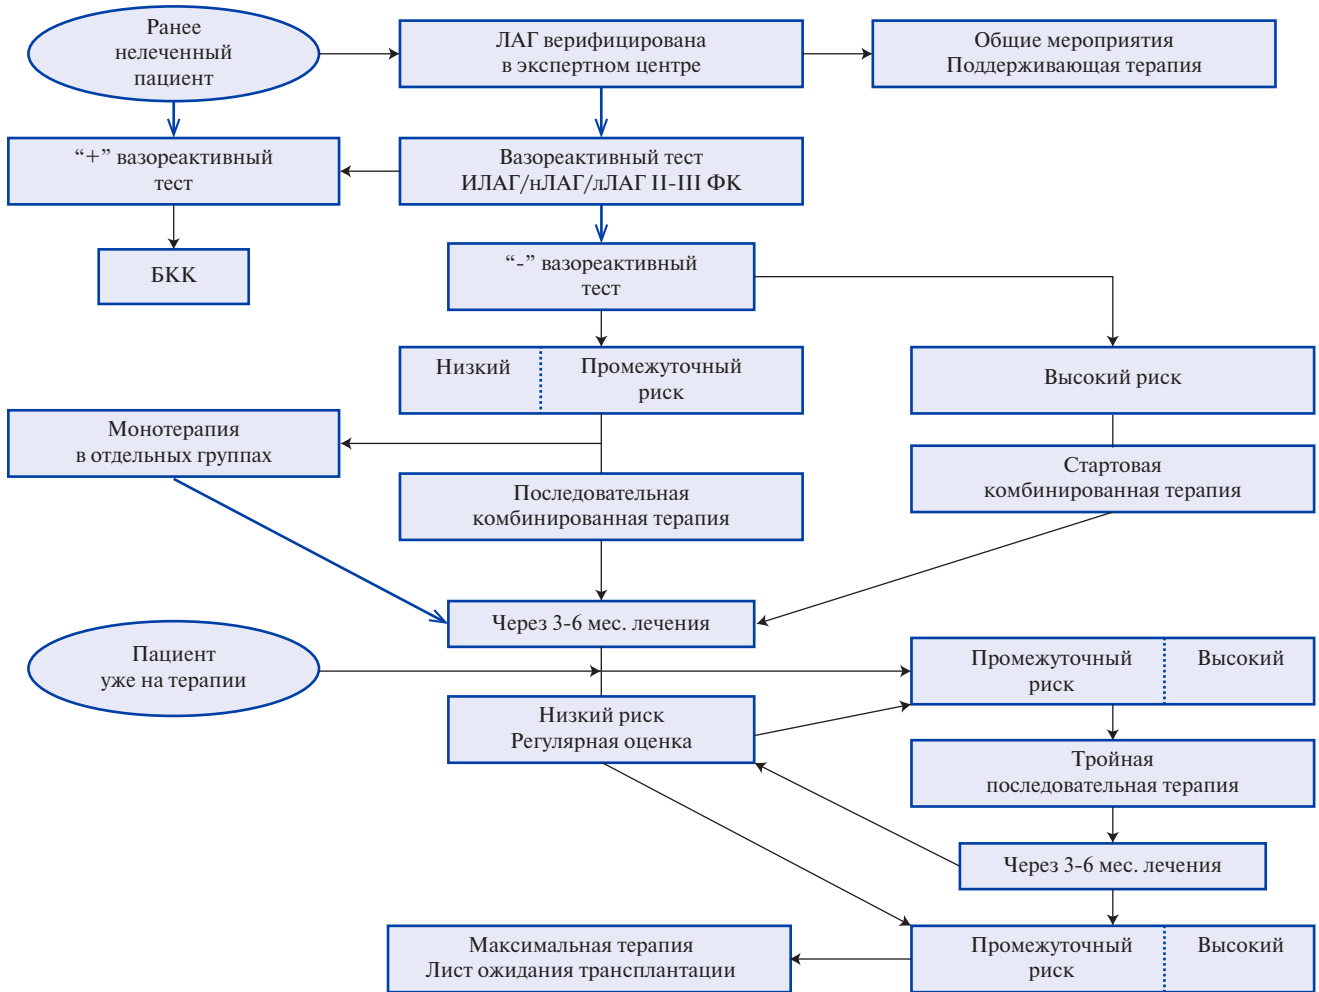 Ранее
нелеченный
пациент
ЛАГ верифицирована
в экспертном центре
Общие мероприятия
Поддерживающая терапия
“+” вазореактивный
тест
Вазореактивный тест
ИЛАГ/нЛАГ/лЛАГ II-III ФК
БКК
“-” вазореактивный
тест
Низкий
Промежуточный
риск
Высокий риск
Монотерапия
в отдельных группах
Последовательная
комбинированная терапия
Стартовая
комбинированная терапия
Через 3-6 мес. лечения
Пациент
уже на терапии
Промежуточный
риск
Высокий
Низкий риск
Регулярная оценка
Тройная
последовательная терапия
Через 3-6 мес. лечения
Максимальная терапия
Лист ожидания трансплантации
Промежуточный
риск
Высокий